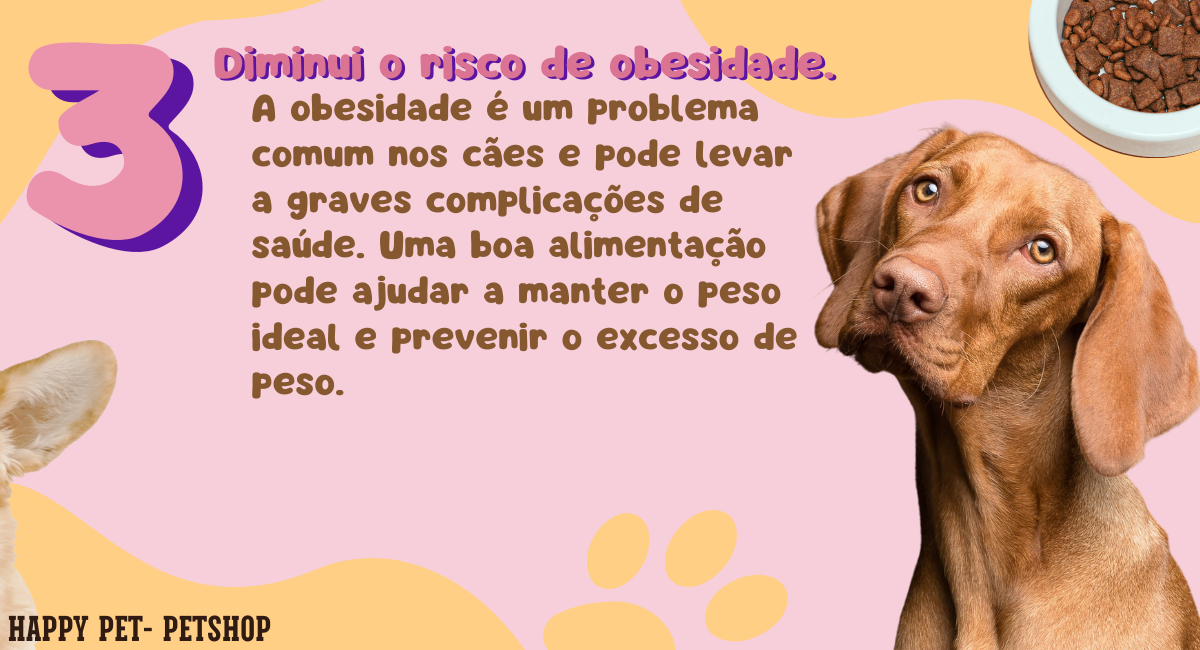 3
Diminui o risco de obesidade.
A obesidade é um problema
comum nos cães e pode levar
a graves complicações de
saúde. Uma boa alimentação
pode ajudar a manter o peso
ideal e prevenir o excesso de
peso.
HAPPY PET- PETSHOP